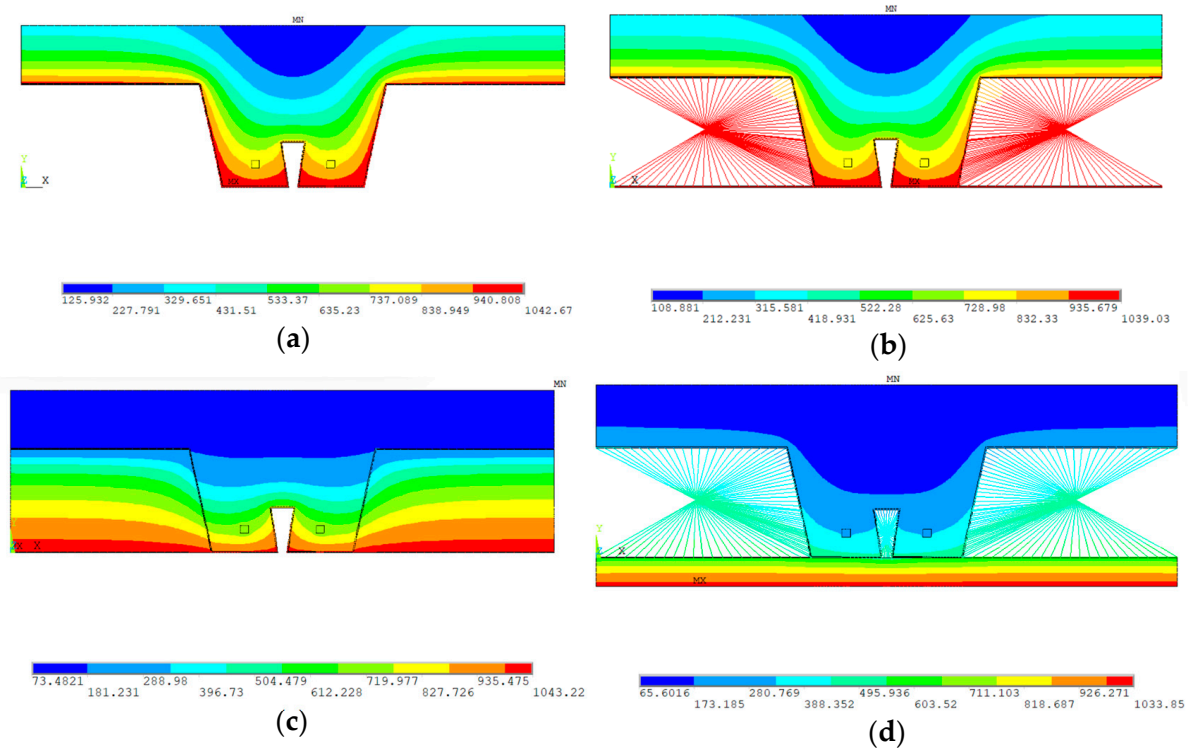 MN
MN
Y
Z X
MX
Y
Z X
MX
125.932 329.651 533.37 737.089 940.808
227.791 431.51 635.23 838.949 1042.67
108.881 315.581 522.28 728.98 935.679
212.231 418.931 625.63 832.33 1039.03
(a)
(b)
MN
MN
X X
Y
Z X
MX
73.4821 288.98 504.479 719.977 935.475
181.231 396.73 612.228 827.726 1043.22
65.6016 280.769 495.936 711.103 926.271
173.185 388.352 603.52 818.687 1033.85
(c)
(d)